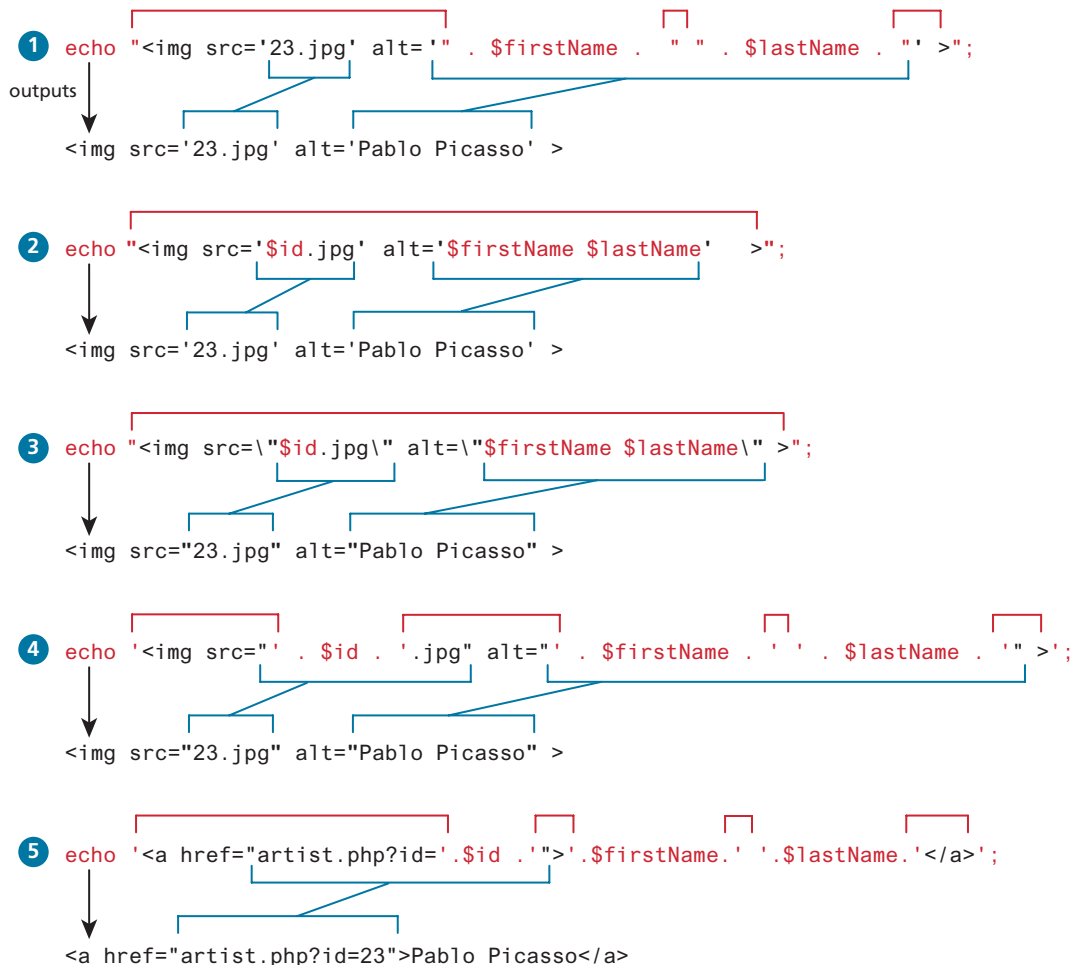 1 echo "<img src='23.jpg' alt='" . $firstName . " " . $lastName . "' >";
outputs
<img src='23.jpg' alt='Pablo Picasso' >
2 echo "<img src='$id.jpg' alt='$firstName $lastName' >";
<img src='23.jpg' alt='Pablo Picasso' >
3 echo "<img src=\"$id.jpg\" alt=\"$firstName $lastName\" >";
<img src="23.jpg" alt="Pablo Picasso" >
4 echo '<img src="' . $id . '.jpg" alt="' . $firstName . ' ' . $lastName . '" >';
<img src="23.jpg" alt="Pablo Picasso" >
5 echo '<a href="artist.php?id='.$id .'">'.$firstName.' '.$lastName.'</a>';
<a href="artist.php?id=23">Pablo Picasso</a>